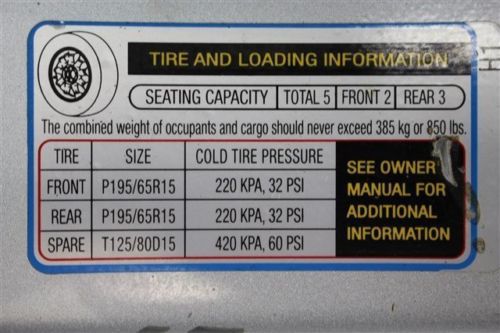 TIRE AND LOADING INFORMATION
SEATING CAPACITY TOTAL 5 FRONT 2 REAR 3
The combined weight of occupants and cargo should never exceed 385 kg or 850 lbs.
TIRE SIZE COLD TIRE PRESSURE
FRONT P195/65R15 220 KPA, 32 PSI
REAR P195/65R15 220 KPA, 32 PSI
SPARE T125/80D15 420 KPA, 60 PSI
SEE OWNER
MANUAL FOR
ADDITIONAL
INFORMATION